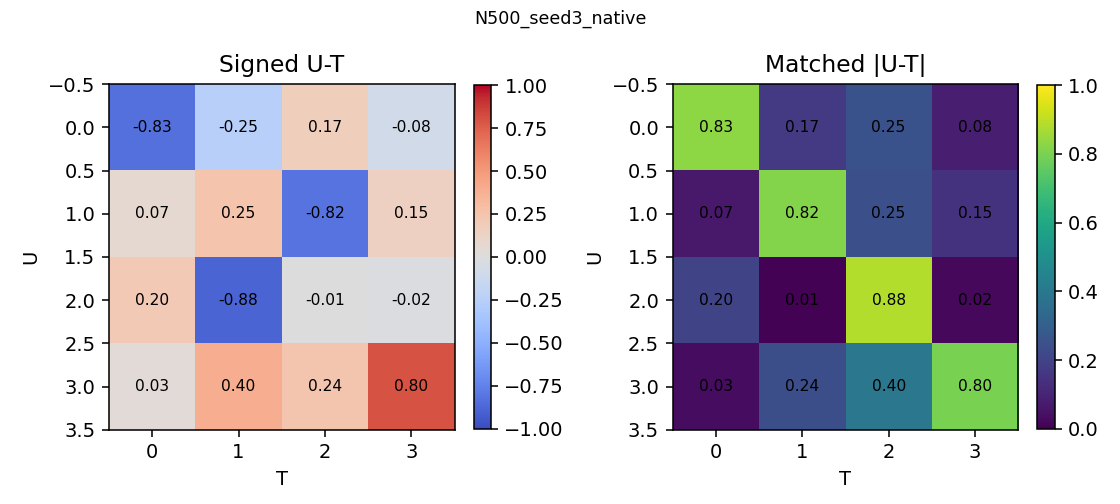 N500_seed3_native
Signed U-T
Matched |U-T|
−0.5
0.0
0.5
1.0
1.5
2.0
2.5
3.0
3.5
U
-0.83 -0.25 0.17 -0.08
0.07 0.25 -0.82 0.15
0.20 -0.88 -0.01 -0.02
0.03 0.40 0.24 0.80
0 1 2 3
T
1.00
0.75
0.50
0.25
0.00
−0.25
−0.50
−0.75
−1.00
−0.5
0.0
0.5
1.0
1.5
2.0
2.5
3.0
3.5
U
0.83 0.17 0.25 0.08
0.07 0.82 0.25 0.15
0.20 0.01 0.88 0.02
0.03 0.24 0.40 0.80
0 1 2 3
T
1.0
0.8
0.6
0.4
0.2
0.0